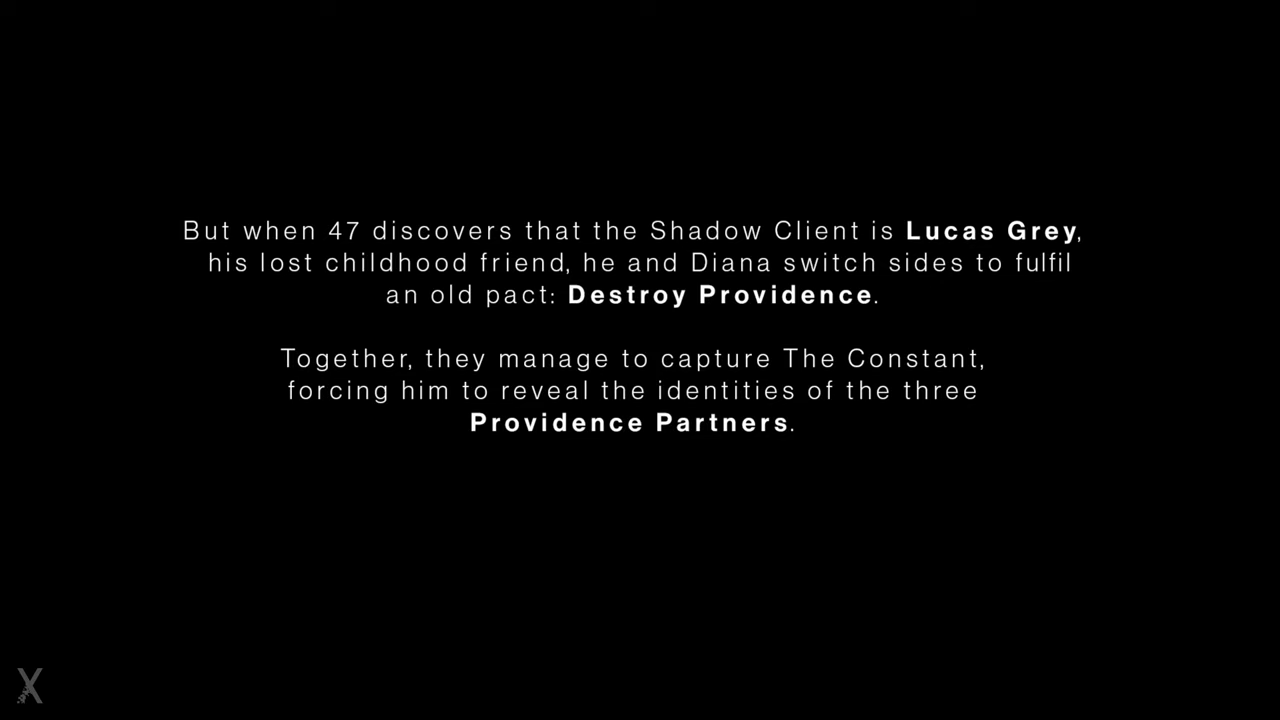 But when 47 discovers that the Shadow Client is Lucas Grey,
his lost childhood friend, he and Diana switch sides to fulfil
an old pact: Destroy Providence.
Together, they manage to capture The Constant,
forcing him to reveal the identities of the three
Providence Partners.
X